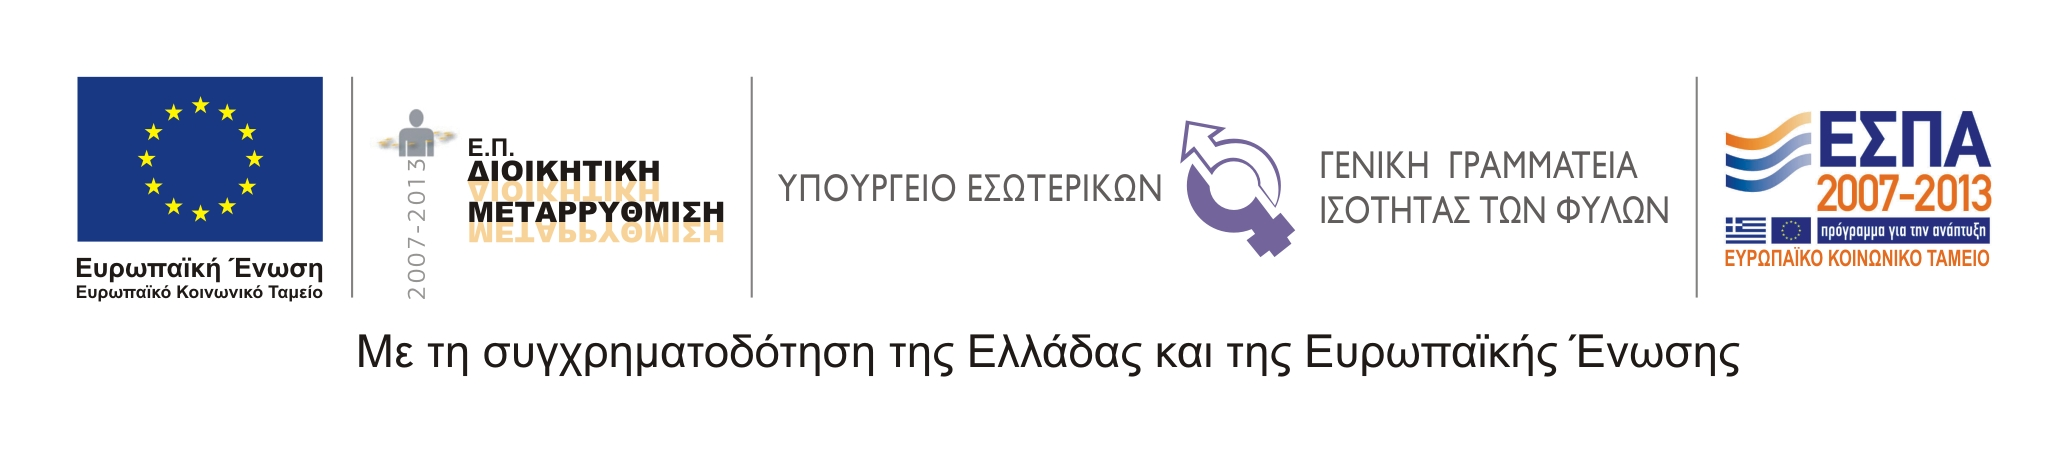 Ευρωπαϊκή Ένωση
Ευρωπαϊκό Κοινωνικό Ταμείο
2007-2013
Ε.Π.
ΔΙΟΙΚΗΤΙΚΗ
ΜΕΤΑΡΡΥΘΜΙΣΗ
ΥΠΟΥΡΓΕΙΟ ΕΣΩΤΕΡΙΚΩΝ
ΓΕΝΙΚΗ ΓΡΑΜΜΑΤΕΙΑ
ΙΣΟΤΗΤΑΣ ΤΩΝ ΦΥΛΩΝ
ΕΣΠΑ
2007-2013
πρόγραμμα για την ανάπτυξη
ΕΥΡΩΠΑΪΚΟ ΚΟΙΝΩΝΙΚΟ ΤΑΜΕΙΟ
Με τη συγχρηματοδότηση της Ελλάδας και της Ευρωπαϊκής Ένωσης